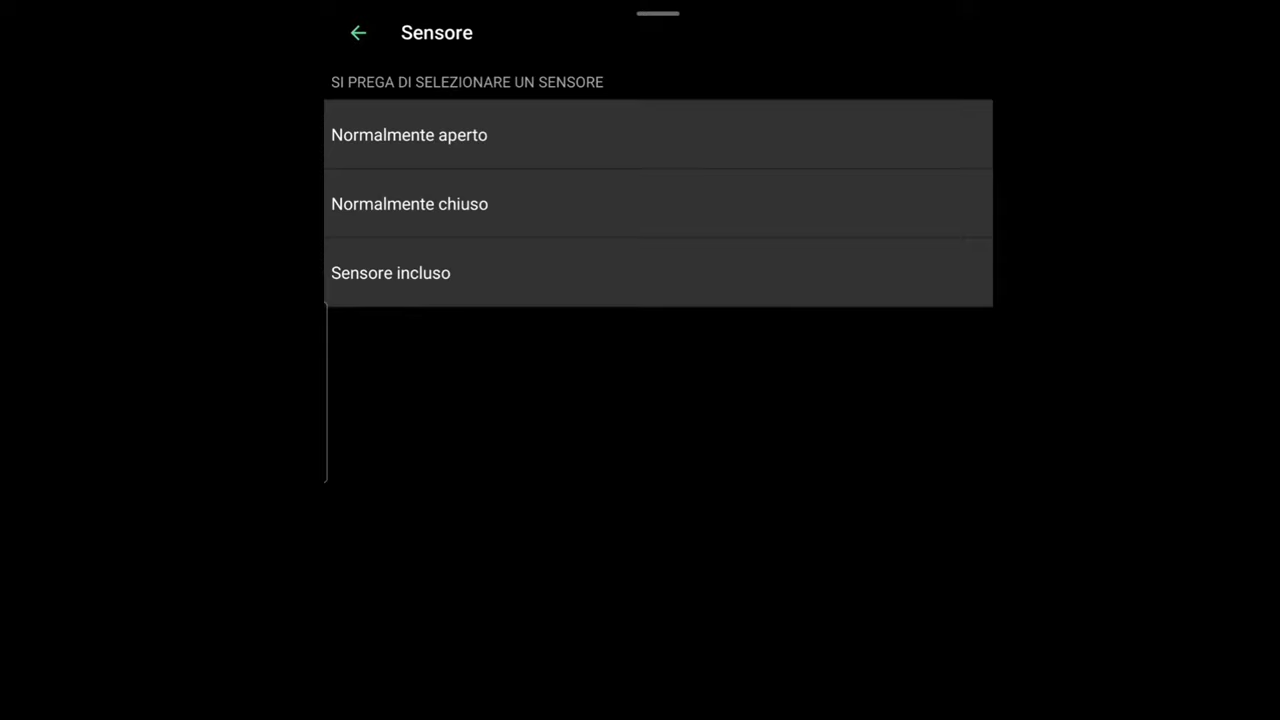 Sensore
SI PREGA DI SELEZIONARE UN SENSORE
Normalmente aperto
Normalmente chiuso
Sensore incluso